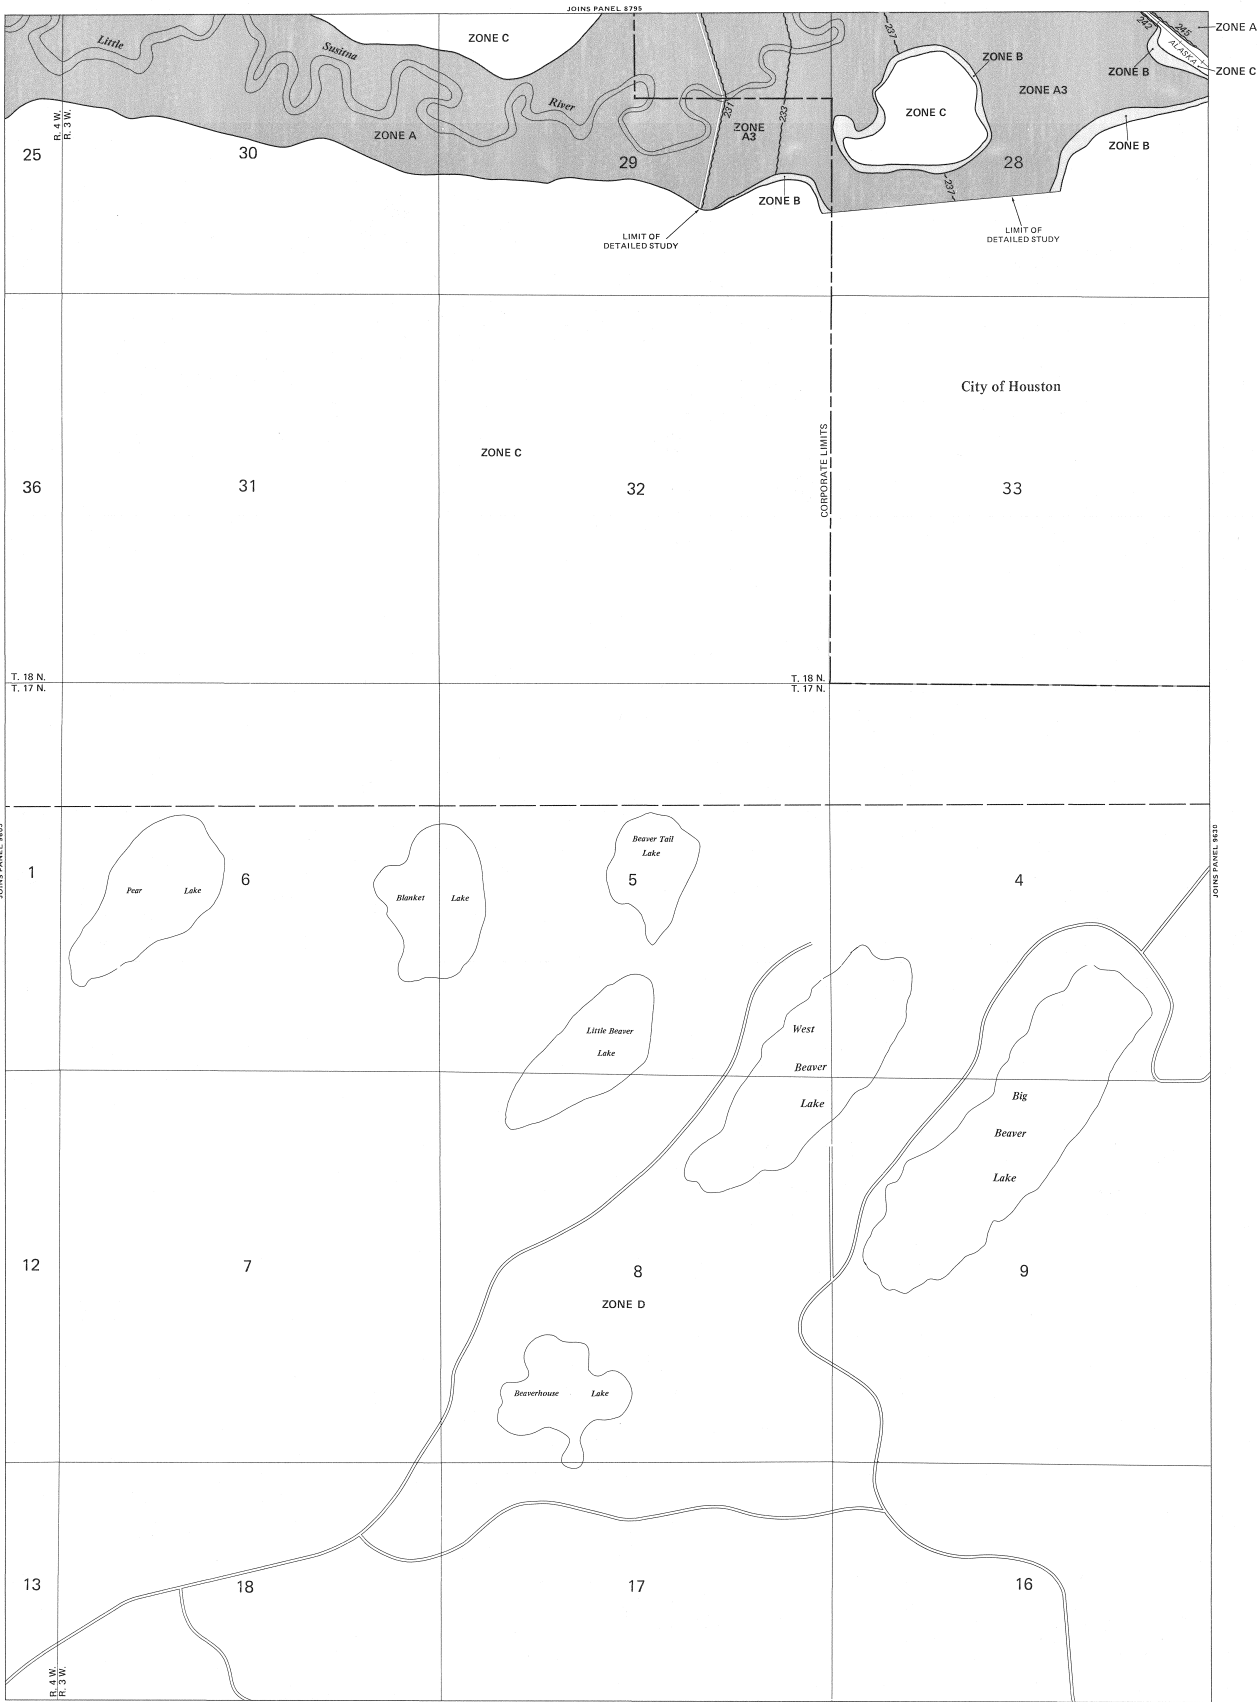 JOINS PANEL 8795
Little
Susitna
River
ZONE C
237
242
245
ZONE A
ALASKA
ZONE C
ZONE B
ZONE B
ZONE A3
ZONE C
ZONE B
R. 4 W.
R. 3 W.
ZONE A
231
233
ZONE
A3
25
30
29
28
237
ZONE B
LIMIT OF
DETAILED STUDY
LIMIT OF
DETAILED STUDY
City of Houston
ZONE C
CORPORATE LIMITS
36
31
32
33
T. 18 N.
T. 17 N.
T. 18 N.
T. 17 N.
JOINS PANEL 9630
1
6
5
4
Pear Lake
Blanket Lake
Beaver Tail
Lake
Little Beaver
Lake
West
Beaver
Lake
Big
Beaver
Lake
12
7
8
9
ZONE D
Beaverhouse Lake
13
18
17
16
R. 4 W.
R. 3 W.